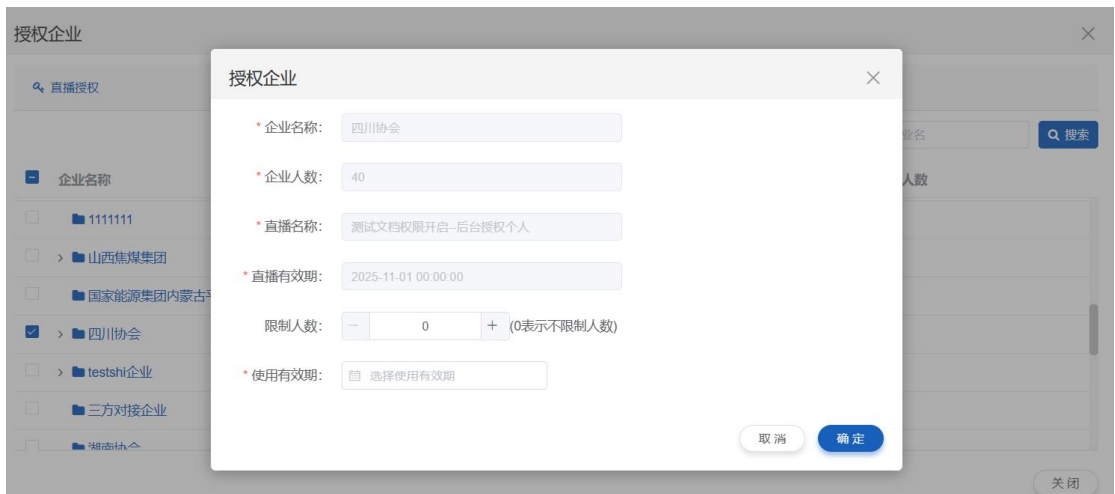 授权企业
直播授权
业名
搜索
企业名称
人数
1111111
山西焦煤集团
国家能源集团内蒙古
四川协会
testshi企业
三方对接企业
湖南协会
关闭
授权企业
* 企业名称: 四川协会
* 企业人数: 40
* 直播名称: 测试文档权限开启--后台授权个人
* 直播有效期: 2025-11-01 00:00:00
限制人数: — 0 + (0表示不限制人数)
* 使用有效期: 选择使用有效期
取消
确定